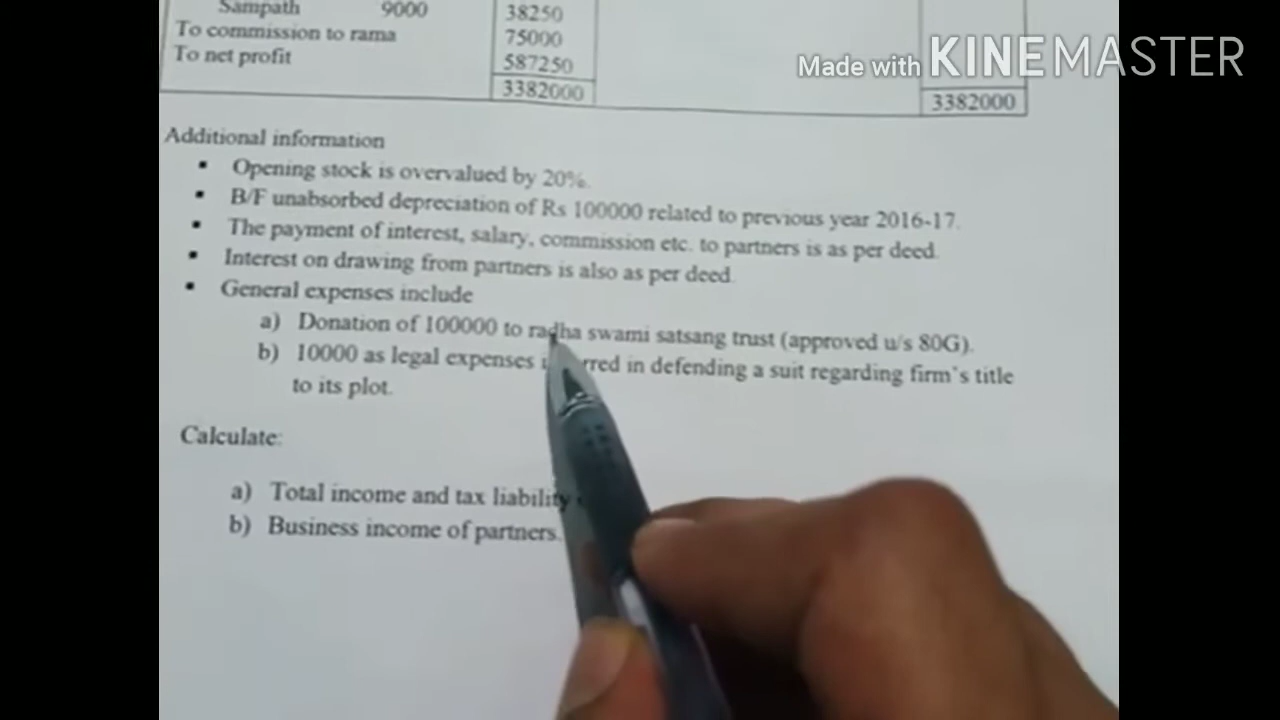 Sampath 9000 38250
To commission to rama 75000
To net profit 587250
3382000 3382000
Made with KINEMASTER
Additional information
▪ Opening stock is overvalued by 20%.
▪ B/F unabsorbed depreciation of Rs 100000 related to previous year 2016-17.
▪ The payment of interest, salary, commission etc. to partners is as per deed.
▪ Interest on drawing from partners is also as per deed.
▪ General expenses include
a) Donation of 100000 to radha swami satsang trust (approved u/s 80G).
b) 10000 as legal expenses in defending a suit regarding firm's title
to its plot.
Calculate:
a) Total income and tax liability
b) Business income of partners.